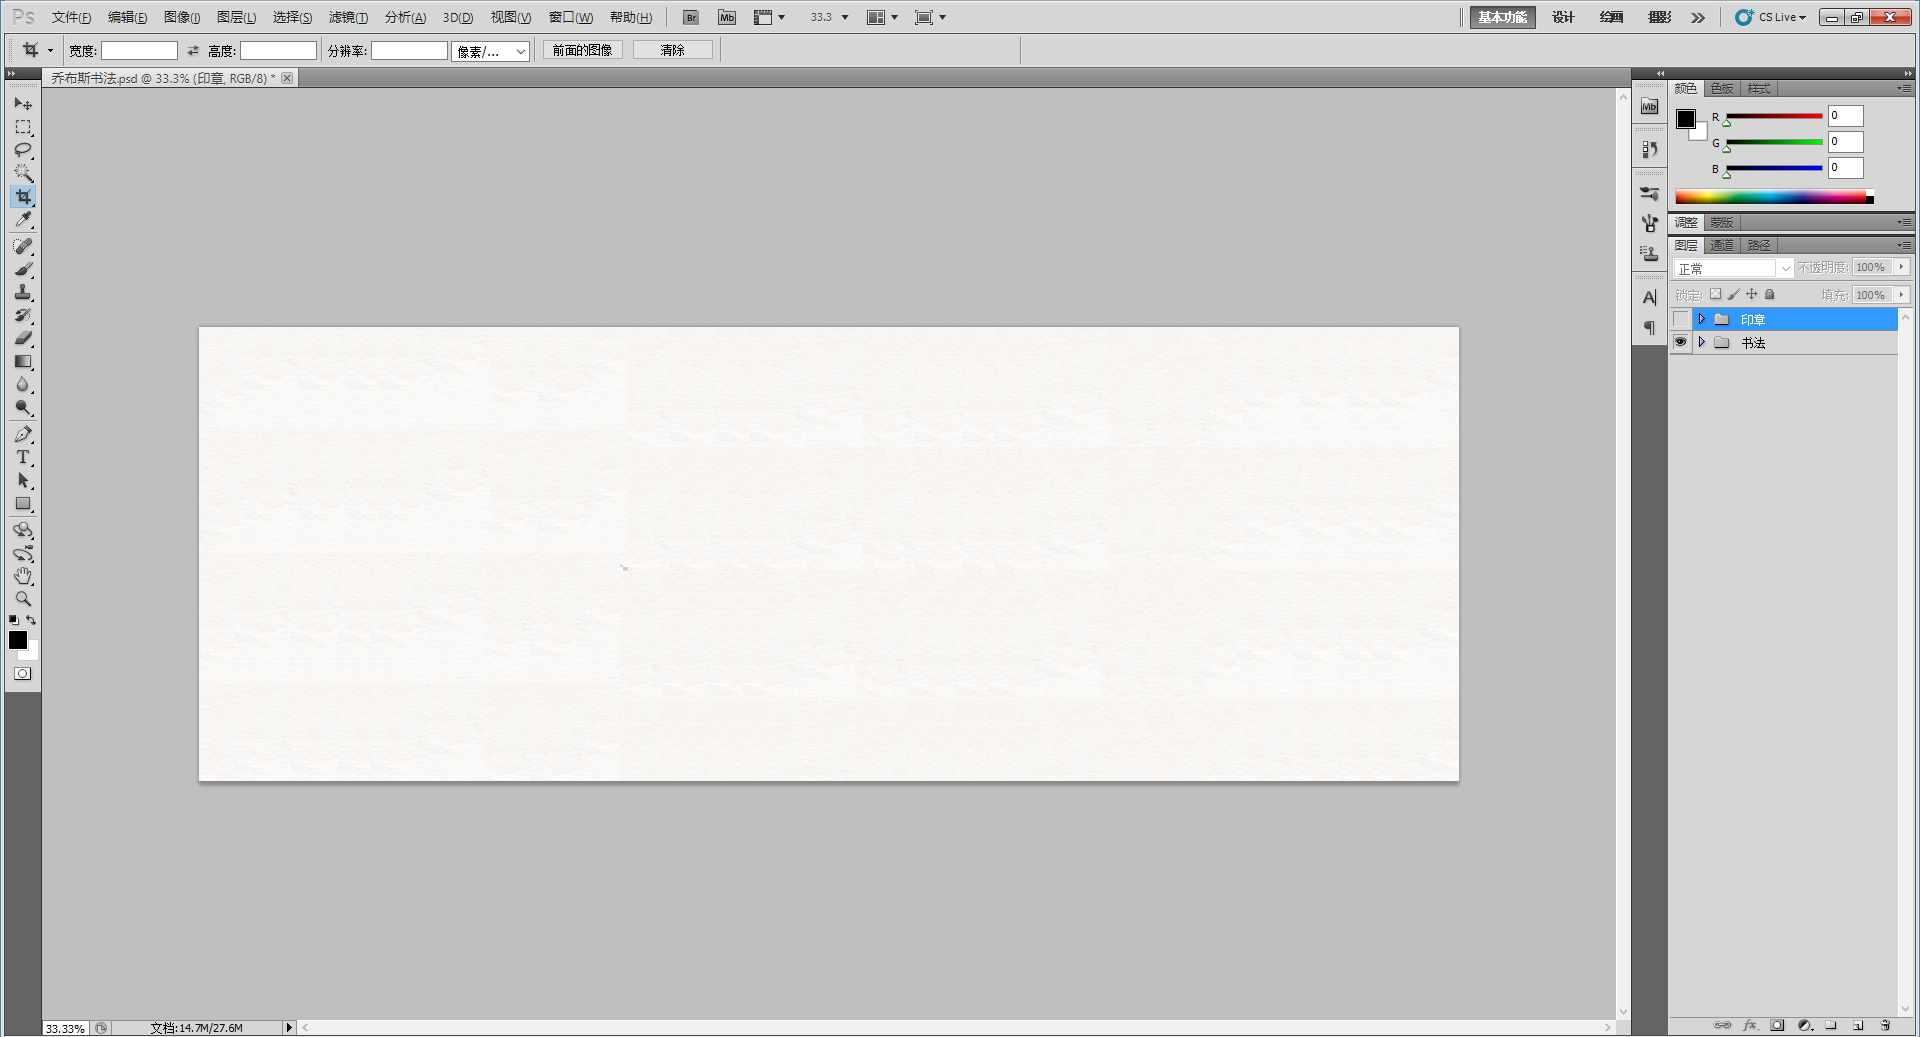 Ps 文件(F) 编辑(E) 图像(I) 图层(L) 选择(S) 滤镜(T) 分析(A) 3D(D) 视图(V) 窗口(W) 帮助(H) Br Mb 33.3 基本功能 设计 绘画 摄影 CS Live
宽度: 高度: 分辨率: 像素/... 前面的图像 清除
乔布斯书法.psd @ 33.3% (印章, RGB/8) *
Mb
颜色 色板 样式
R 0
G 0
B 0
调整 蒙版
图层 通道 路径
正常 不透明度: 100%
锁定: 填充: 100%
印章
书法
33.33% 文档:14.7M/27.6M